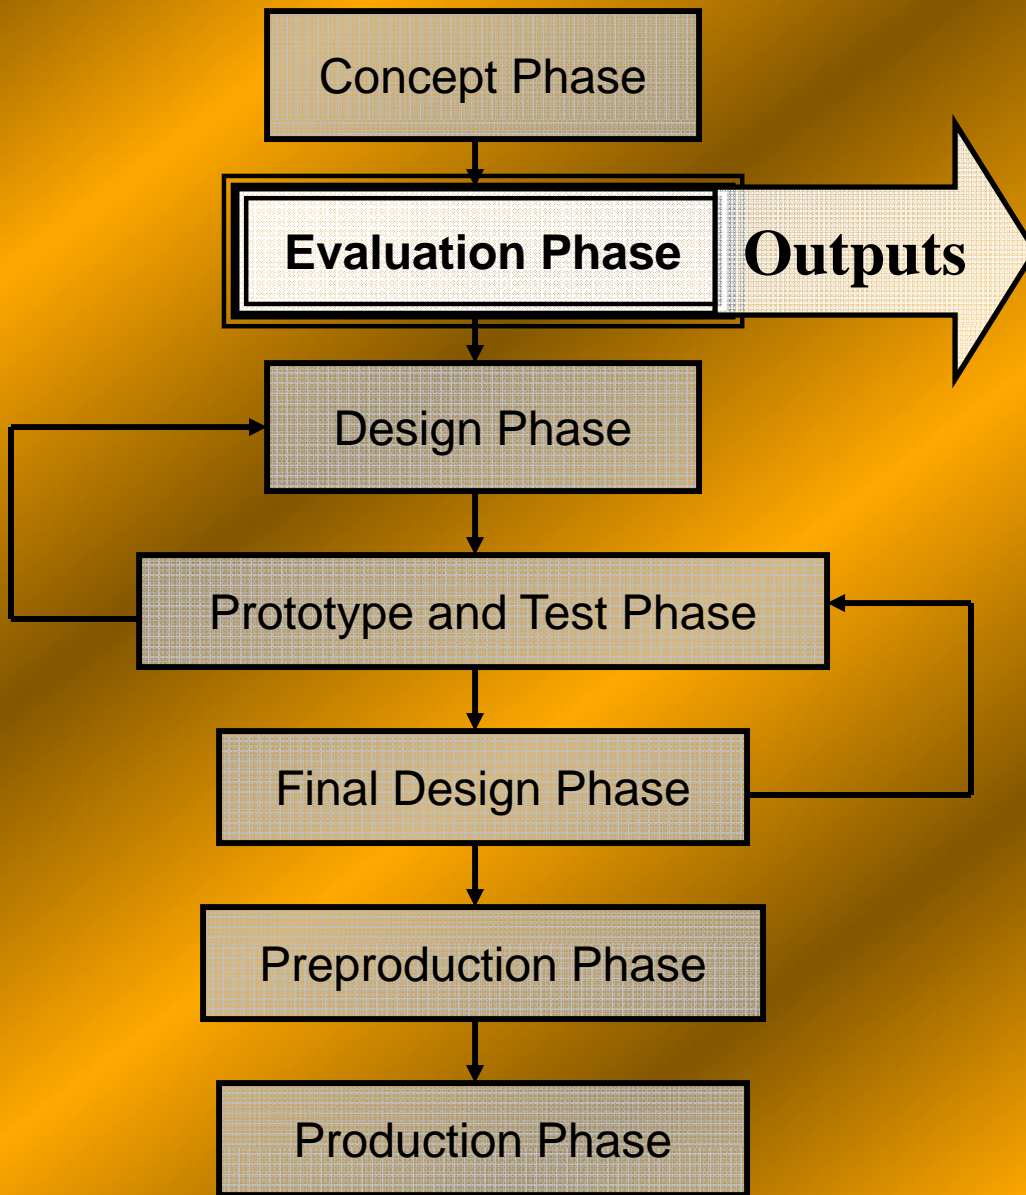 Concept Phase
Evaluation Phase
Outputs
Design Phase
Prototype and Test Phase
Final Design Phase
Preproduction Phase
Production Phase